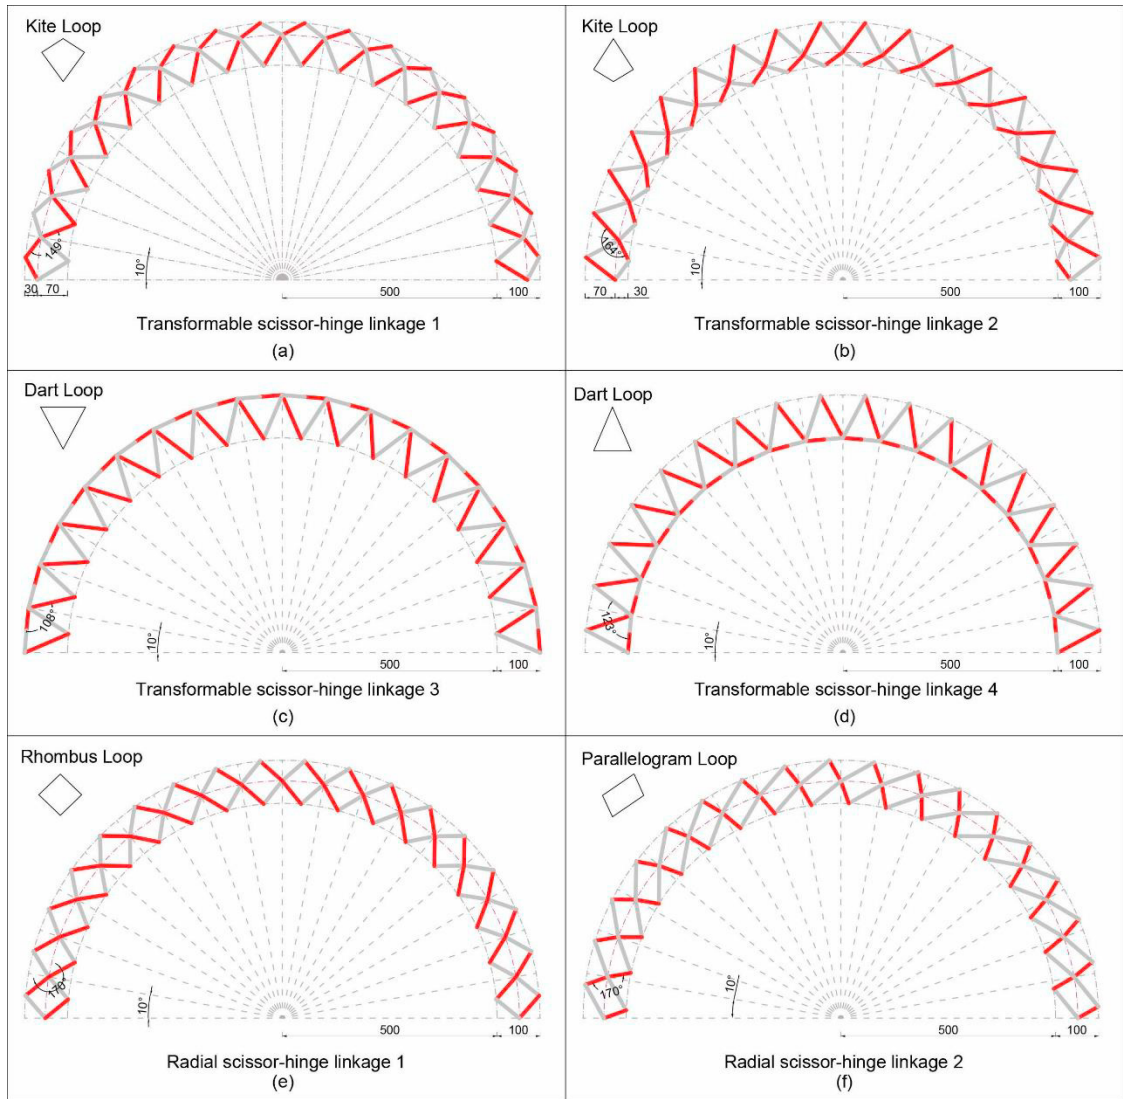 Kite Loop
149°
10°
30 70
500 100
Transformable scissor-hinge linkage 1
(a)
Kite Loop
164°
10°
70 30
500 100
Transformable scissor-hinge linkage 2
(b)
Dart Loop
108°
10°
500 100
Transformable scissor-hinge linkage 3
(c)
Dart Loop
123°
10°
500 100
Transformable scissor-hinge linkage 4
(d)
Rhombus Loop
170°
10°
500 100
Radial scissor-hinge linkage 1
(e)
Parallelogram Loop
170°
10°
500 100
Radial scissor-hinge linkage 2
(f)